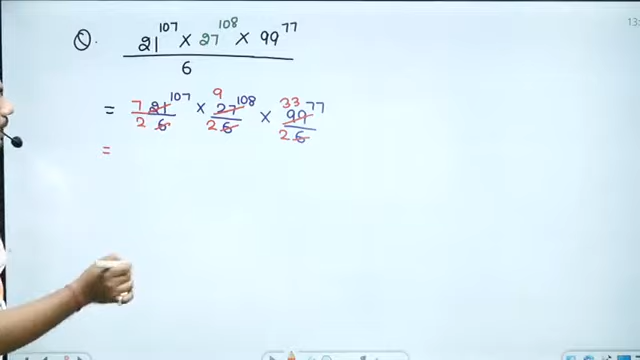 Q. 21^107 × 27^108 × 99^77
6
= 7 21^107 × 9 27^108 × 33 99^77
2 6 2 6 2 6
=
13: